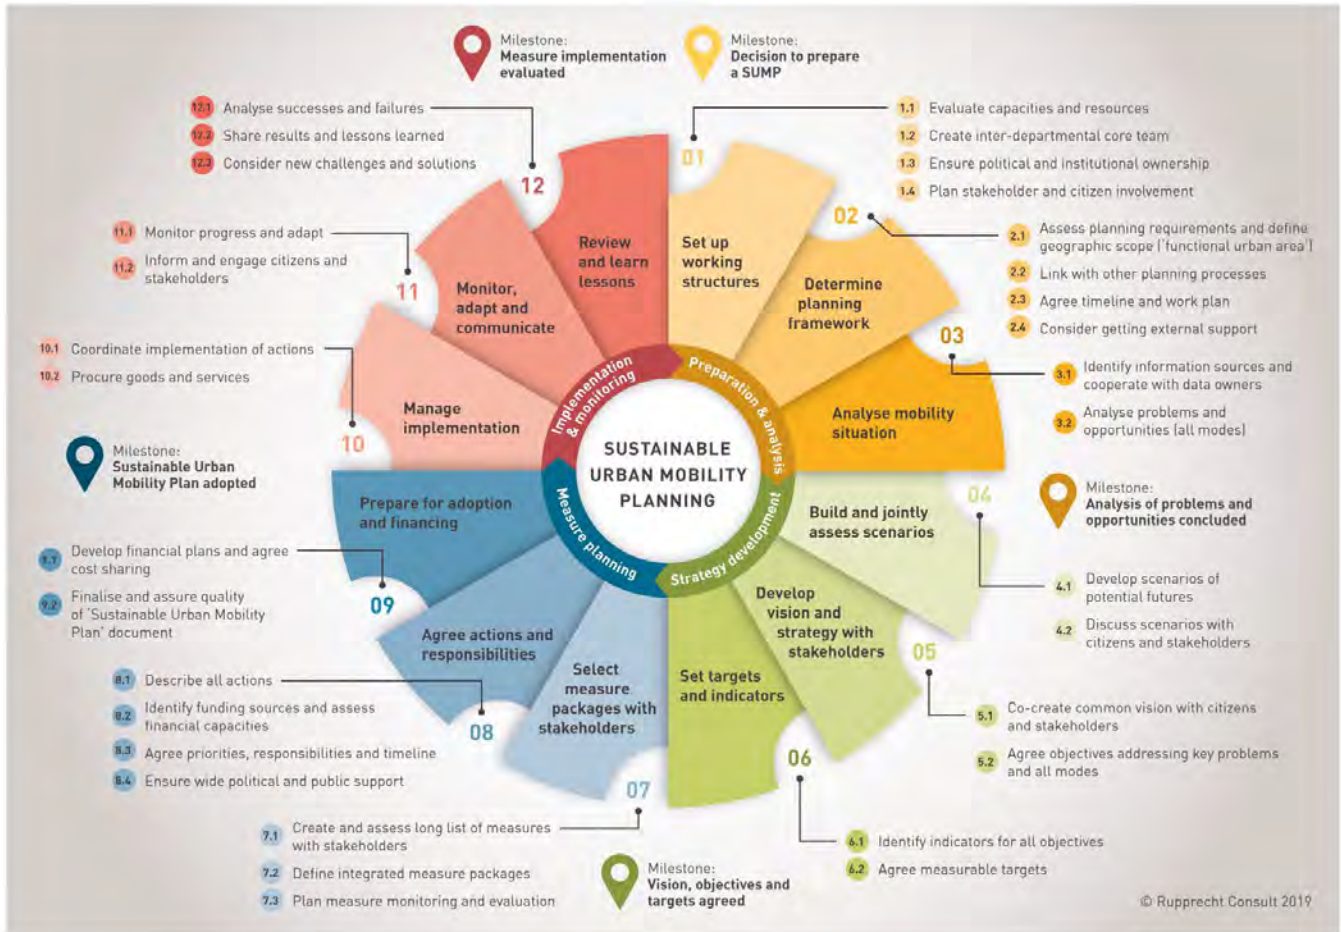 Milestone:
Measure implementation
evaluated
Milestone:
Decision to prepare
a SUMP
12.1 Analyse successes and failures
12.2 Share results and lessons learned
12.3 Consider new challenges and solutions
1.1 Evaluate capacities and resources
1.2 Create inter-departmental core team
1.3 Ensure political and institutional ownership
1.4 Plan stakeholder and citizen involvement
11.1 Monitor progress and adapt
11.2 Inform and engage citizens and
stakeholders
2.1 Assess planning requirements and define
geographic scope ('functional urban area')
2.2 Link with other planning processes
2.3 Agree timeline and work plan
2.4 Consider getting external support
10.1 Coordinate implementation of actions
10.2 Procure goods and services
3.1 Identify information sources and
cooperate with data owners
3.2 Analyse problems and
opportunities (all modes)
Milestone:
Sustainable Urban
Mobility Plan adopted
Milestone:
Analysis of problems and
opportunities concluded
01
Set up
working
structures
02
Determine
planning
framework
03
Analyse mobility
situation
04
Build and jointly
assess scenarios
05
Develop
vision and
strategy with
stakeholders
06
Set targets
and indicators
07
Select
measure
packages with
stakeholders
08
Agree actions and
responsibilities
09
Prepare for adoption
and financing
10
Manage
implementation
11
Monitor,
adapt and
communicate
12
Review
and learn
lessons
Preparation & analysis
Strategy development
Measure planning
Implementation
& monitoring
SUSTAINABLE
URBAN MOBILITY
PLANNING
9.1 Develop financial plans and agree
cost sharing
9.2 Finalise and assure quality
of 'Sustainable Urban Mobility
Plan' document
4.1 Develop scenarios of
potential futures
4.2 Discuss scenarios with
citizens and stakeholders
8.1 Describe all actions
8.2 Identify funding sources and assess
financial capacities
8.3 Agree priorities, responsibilities and timeline
8.4 Ensure wide political and public support
5.1 Co-create common vision with citizens
and stakeholders
5.2 Agree objectives addressing key problems
and all modes
7.1 Create and assess long list of measures
with stakeholders
7.2 Define integrated measure packages
7.3 Plan measure monitoring and evaluation
6.1 Identify indicators for all objectives
6.2 Agree measurable targets
Milestone:
Vision, objectives and
targets agreed
© Rupprecht Consult 2019